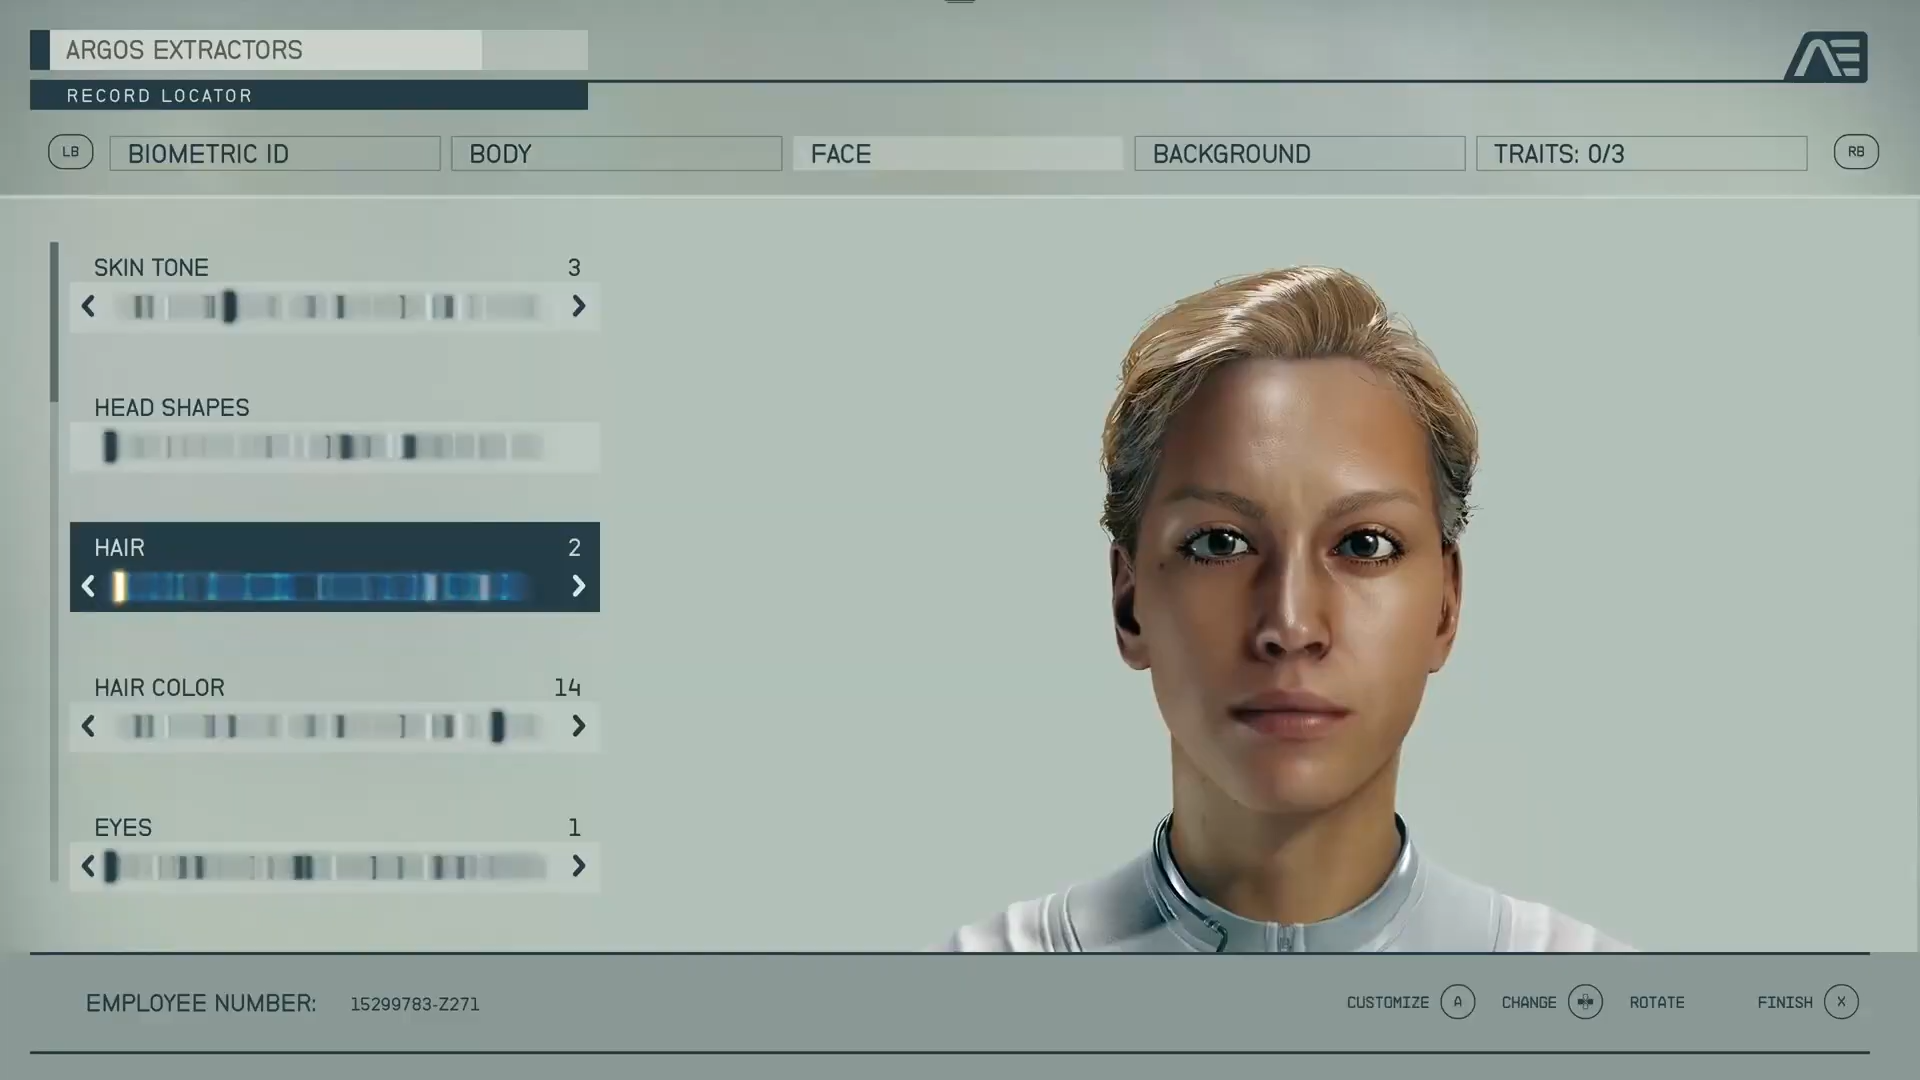 ARGOS EXTRACTORS
AE
RECORD LOCATOR
LB BIOMETRIC ID BODY FACE BACKGROUND TRAITS: 0/3 RB
SKIN TONE 3
HEAD SHAPES
HAIR 2
HAIR COLOR 14
EYES 1
EMPLOYEE NUMBER: 15299783-Z271 CUSTOMIZE A CHANGE ROTATE FINISH X